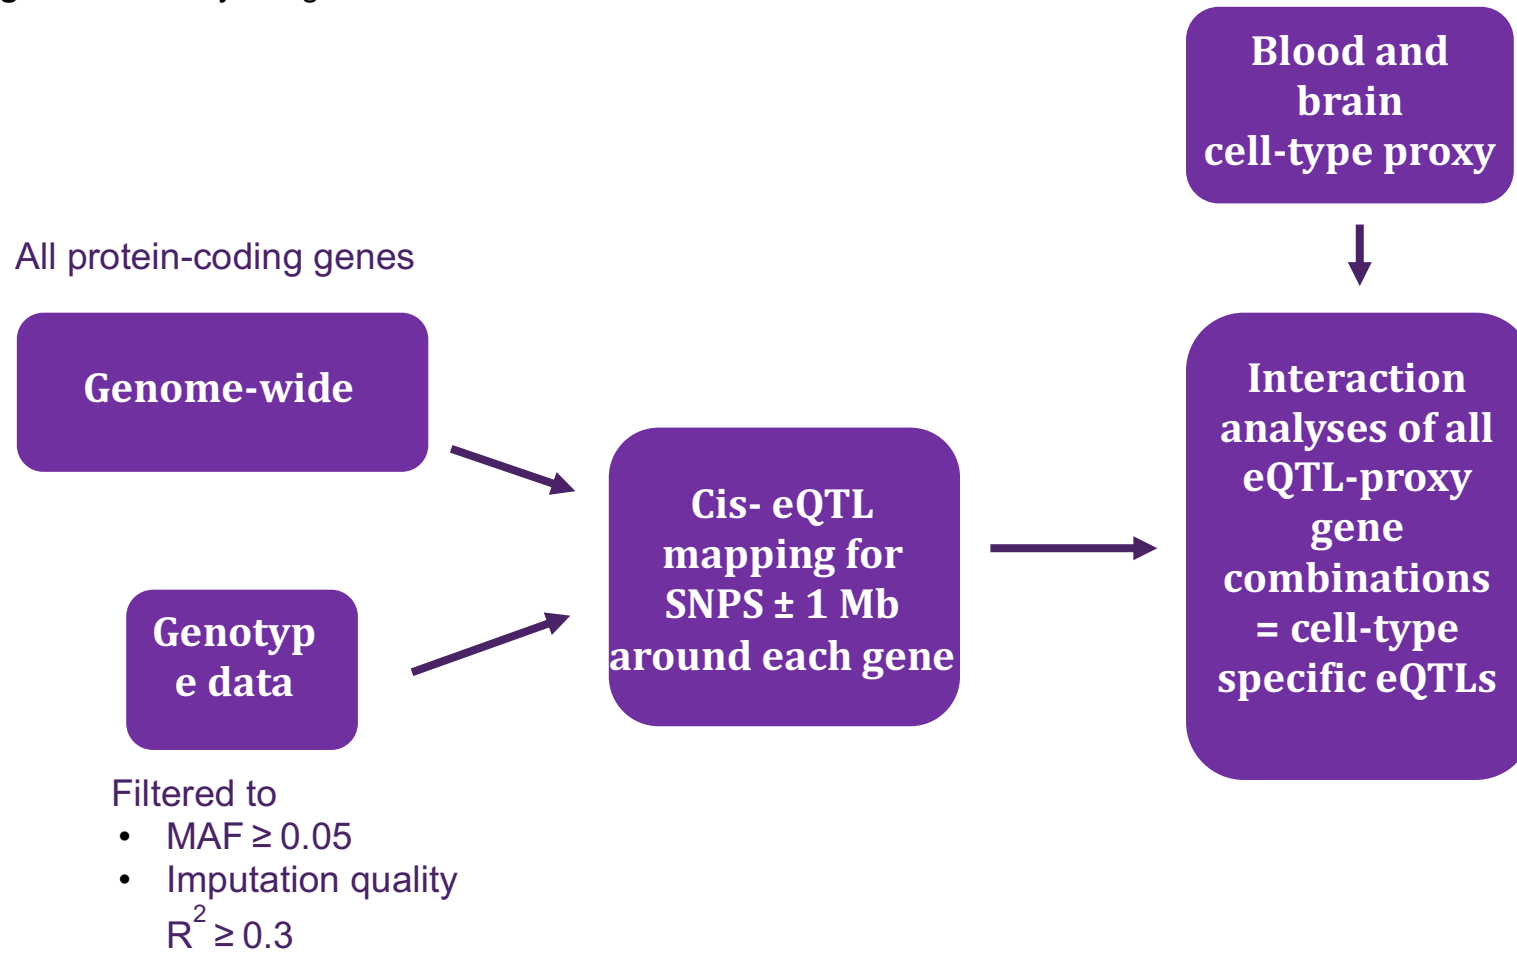 Blood and
brain
cell-type proxy
All protein-coding genes
Genome-wide
Genotyp
e data
Filtered to
• MAF ≥ 0.05
• Imputation quality
R² ≥ 0.3
Cis- eQTL
mapping for
SNPS ± 1 Mb
around each gene
Interaction
analyses of all
eQTL-proxy
gene
combinations
= cell-type
specific eQTLs